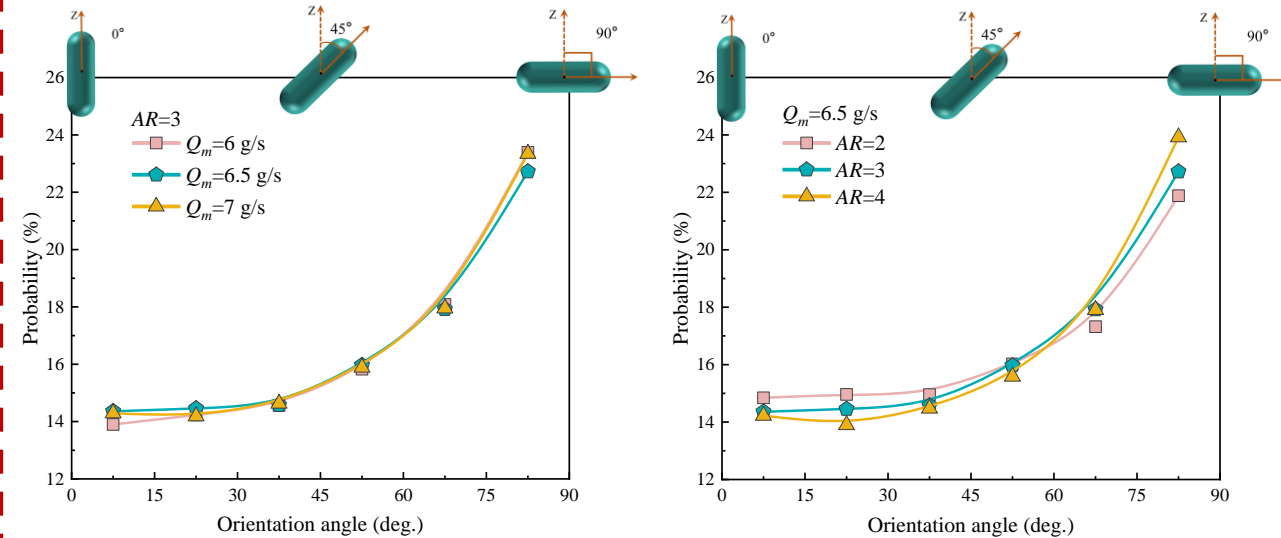 Z
0°
Z
45°
Z
90°
26
24
22
20
18
16
14
12
Probability (%)
AR=3
Qm=6 g/s
Qm=6.5 g/s
Qm=7 g/s
0 15 30 45 60 75 90
Orientation angle (deg.)
Z
0°
Z
45°
Z
90°
26
24
22
20
18
16
14
12
Probability (%)
Qm=6.5 g/s
AR=2
AR=3
AR=4
0 15 30 45 60 75 90
Orientation angle (deg.)